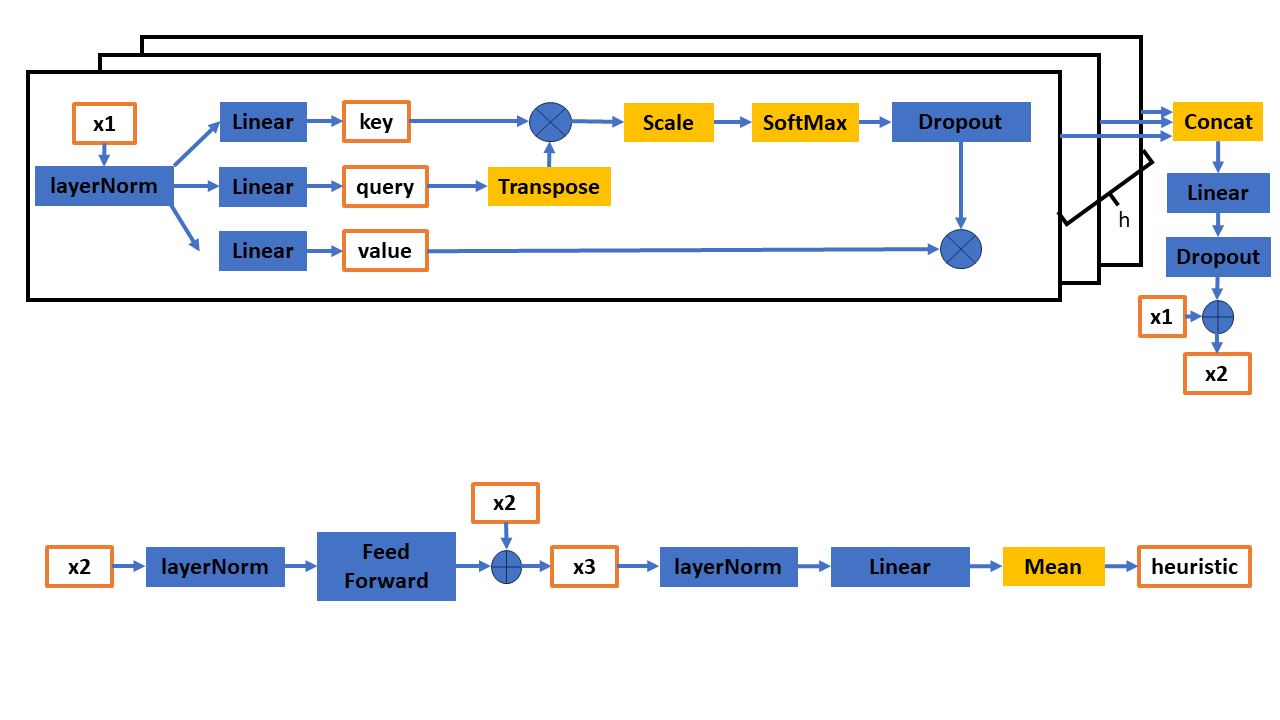 x1
layerNorm
Linear
key
Scale
SoftMax
Dropout
Linear
query
Transpose
Linear
value
h
Concat
Linear
Dropout
x1
x2
x2
layerNorm
Feed
Forward
x2
x3
layerNorm
Linear
Mean
heuristic